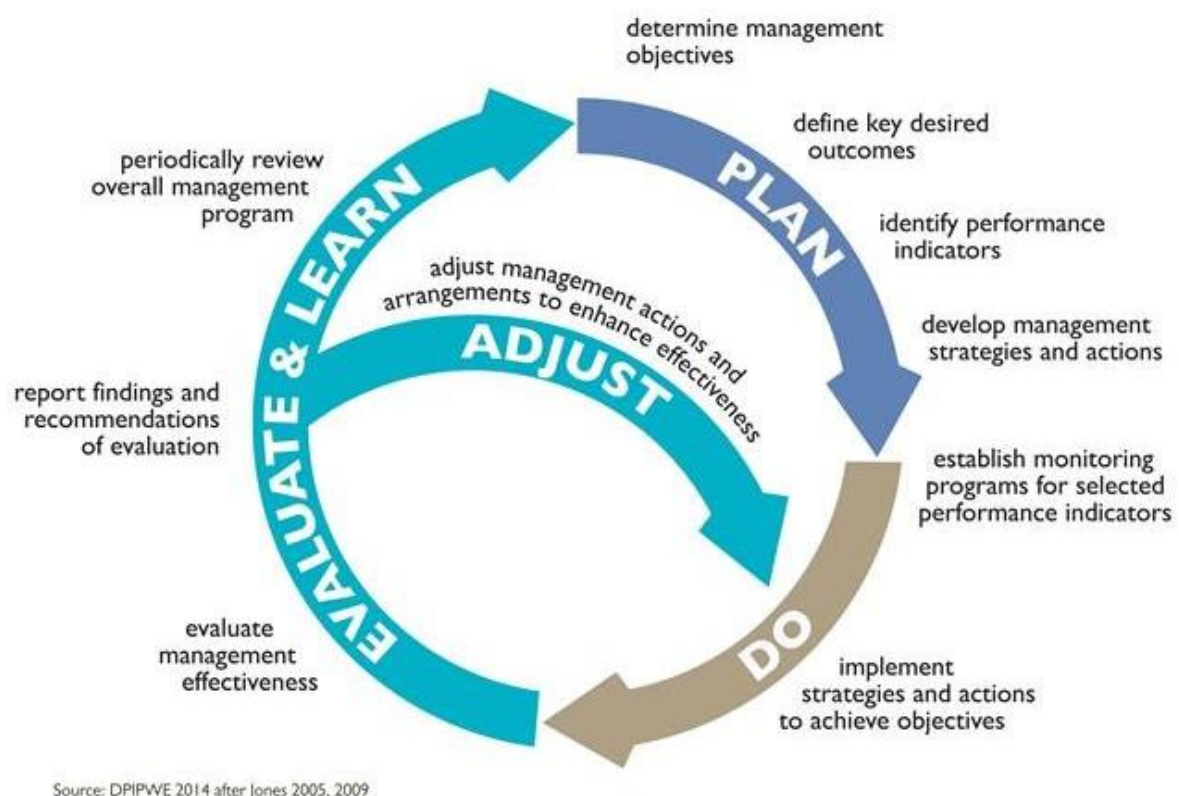 determine management
objectives
define key desired
outcomes
PLAN
identify performance
indicators
develop management
strategies and actions
establish monitoring
programs for selected
performance indicators
DO
implement
strategies and actions
to achieve objectives
evaluate
management
effectiveness
EVALUATE & LEARN
report findings and
recommendations
of evaluation
periodically review
overall management
program
adjust management actions and
arrangements to enhance effectiveness
ADJUST
Source: DPIPWE 2014 after Jones 2005, 2009